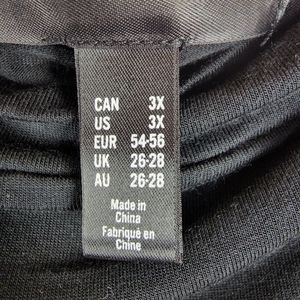 CAN 3X
US 3X
EUR 54-56
UK 26-28
AU 26-28
Made in
China
Fabriqué en
Chine